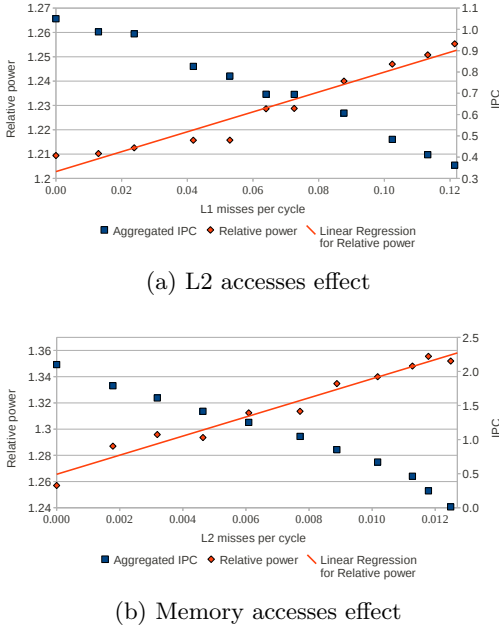 1.27
1.26
1.25
1.24
1.23
1.22
1.21
1.2
Relative power
1.1
1.0
0.9
0.8
0.7
0.6
0.5
0.4
0.3
IPC
0.00 0.02 0.04 0.06 0.08 0.10 0.12
L1 misses per cycle
Aggregated IPC Relative power Linear Regression
for Relative power
(a) L2 accesses effect
1.36
1.34
1.32
1.3
1.28
1.26
1.24
Relative power
2.5
2.0
1.5
1.0
0.5
0.0
IPC
0.000 0.002 0.004 0.006 0.008 0.010 0.012
L2 misses per cycle
Aggregated IPC Relative power Linear Regression
for Relative power
(b) Memory accesses effect